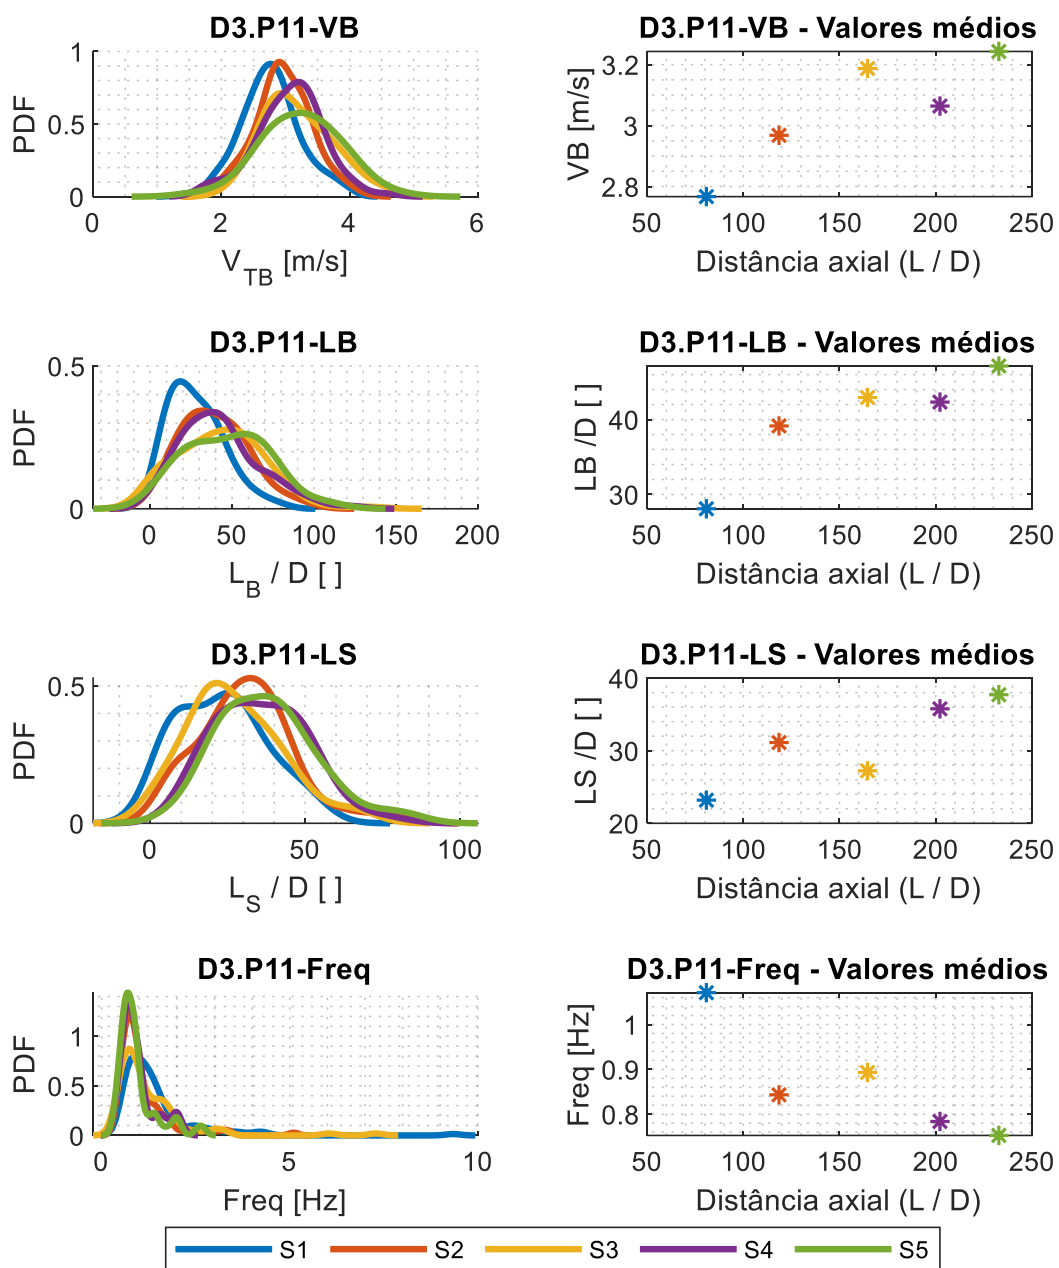 D3.P11-VB
D3.P11-VB - Valores médios
PDF
1
0.5
0
0
2
4
6
V_TB [m/s]
VB [m/s]
3.2
3
2.8
50
100
150
200
250
Distância axial (L / D)
D3.P11-LB
D3.P11-LB - Valores médios
PDF
0.5
0
0
50
100
150
200
L_B / D [ ]
LB /D [ ]
40
30
50
100
150
200
250
Distância axial (L / D)
D3.P11-LS
D3.P11-LS - Valores médios
PDF
0.5
0
0
50
100
L_S / D [ ]
LS /D [ ]
40
30
20
50
100
150
200
250
Distância axial (L / D)
D3.P11-Freq
D3.P11-Freq - Valores médios
PDF
1
0.5
0
0
5
10
Freq [Hz]
Freq [Hz]
1
0.9
0.8
50
100
150
200
250
Distância axial (L / D)
S1
S2
S3
S4
S5